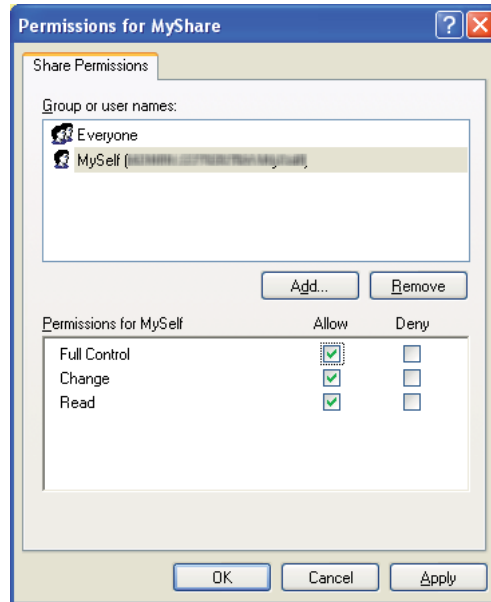 Permissions for MyShare
Share Permissions
Group or user names:
Everyone
MySelf (
Add... Remove
Permissions for MySelf Allow Deny
Full Control
Change
Read
OK Cancel Apply